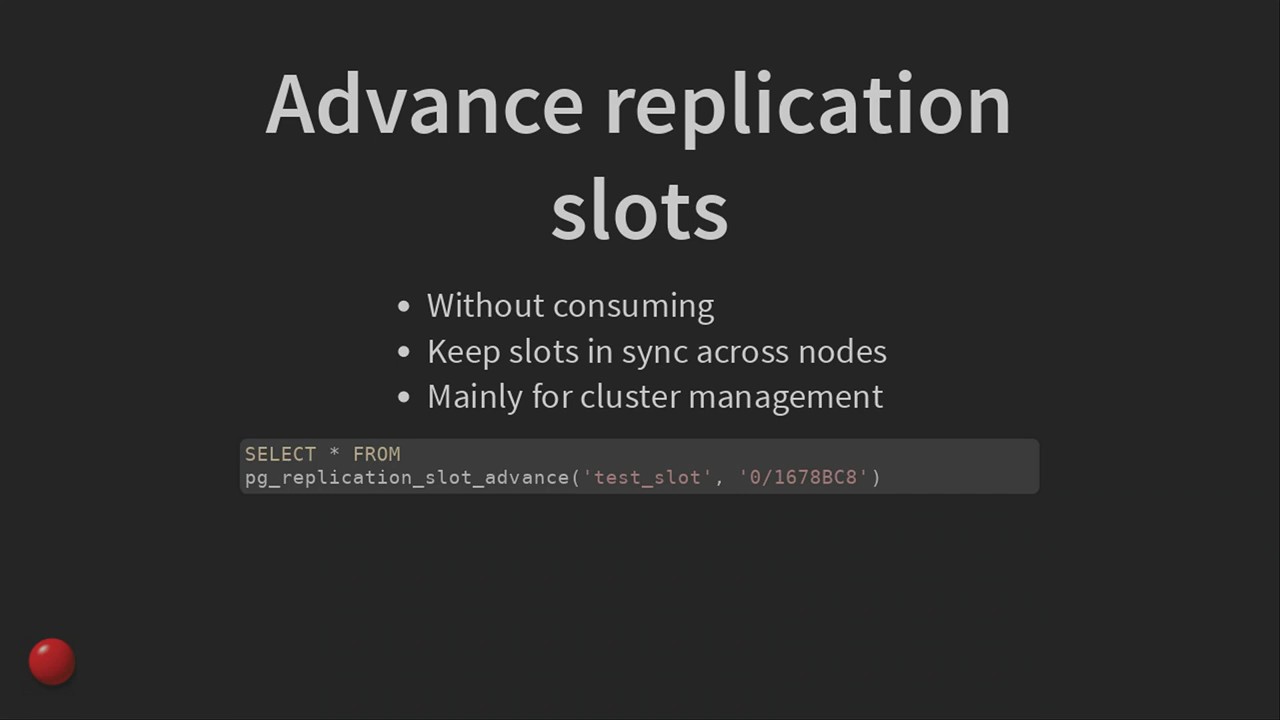 Advance replication
slots
• Without consuming
• Keep slots in sync across nodes
• Mainly for cluster management
SELECT * FROM
pg_replication_slot_advance('test_slot', '0/1678BC8')